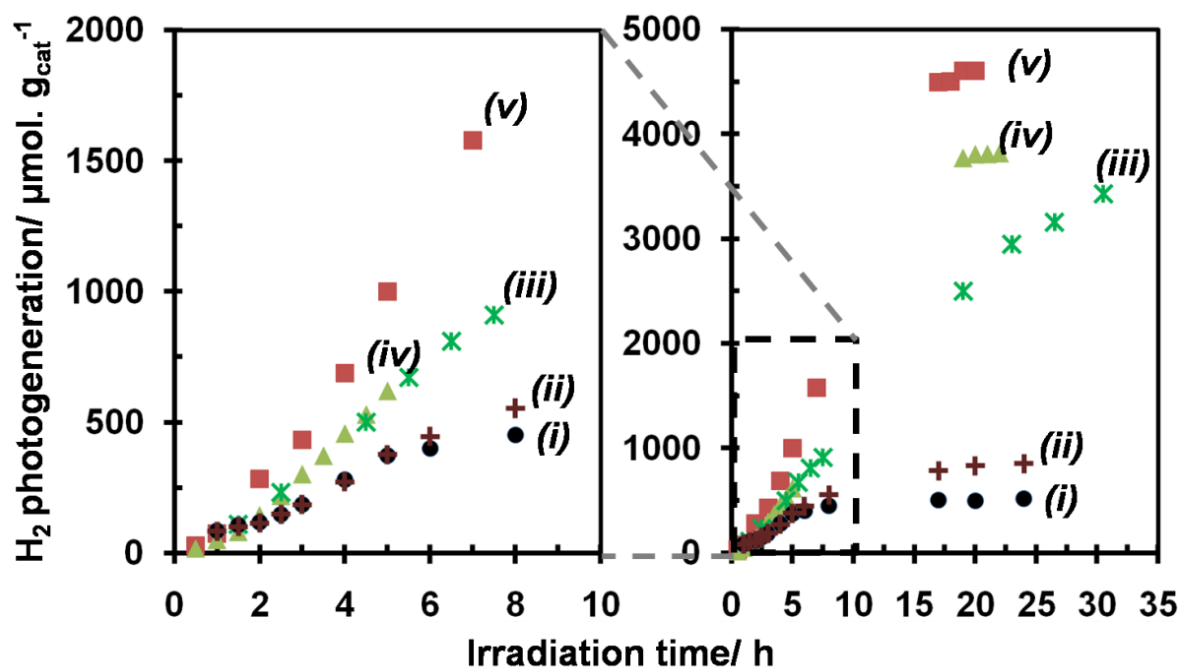 H2 photogeneration/ µmol. gcat-1
2000
1500
1000
500
0
0 2 4 6 8 10
(v)
(iii)
(iv)
(ii)
(i)
5000
4000
3000
2000
1000
0
0 5 10 15 20 25 30 35
(v)
(iv)
(iii)
(ii)
(i)
Irradiation time/ h